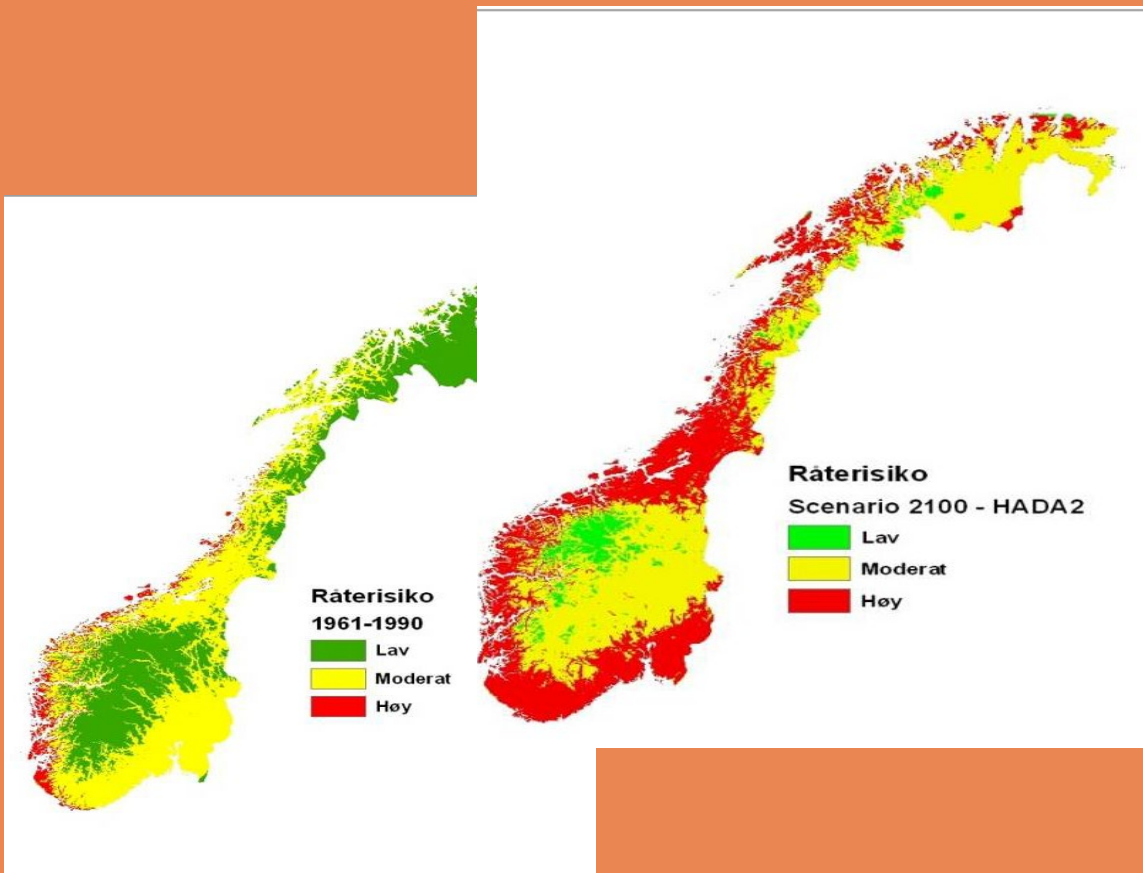 Råterisiko
1961-1990
Lav
Moderat
Høy
Råterisiko
Scenario 2100 - HADA2
Lav
Moderat
Høy